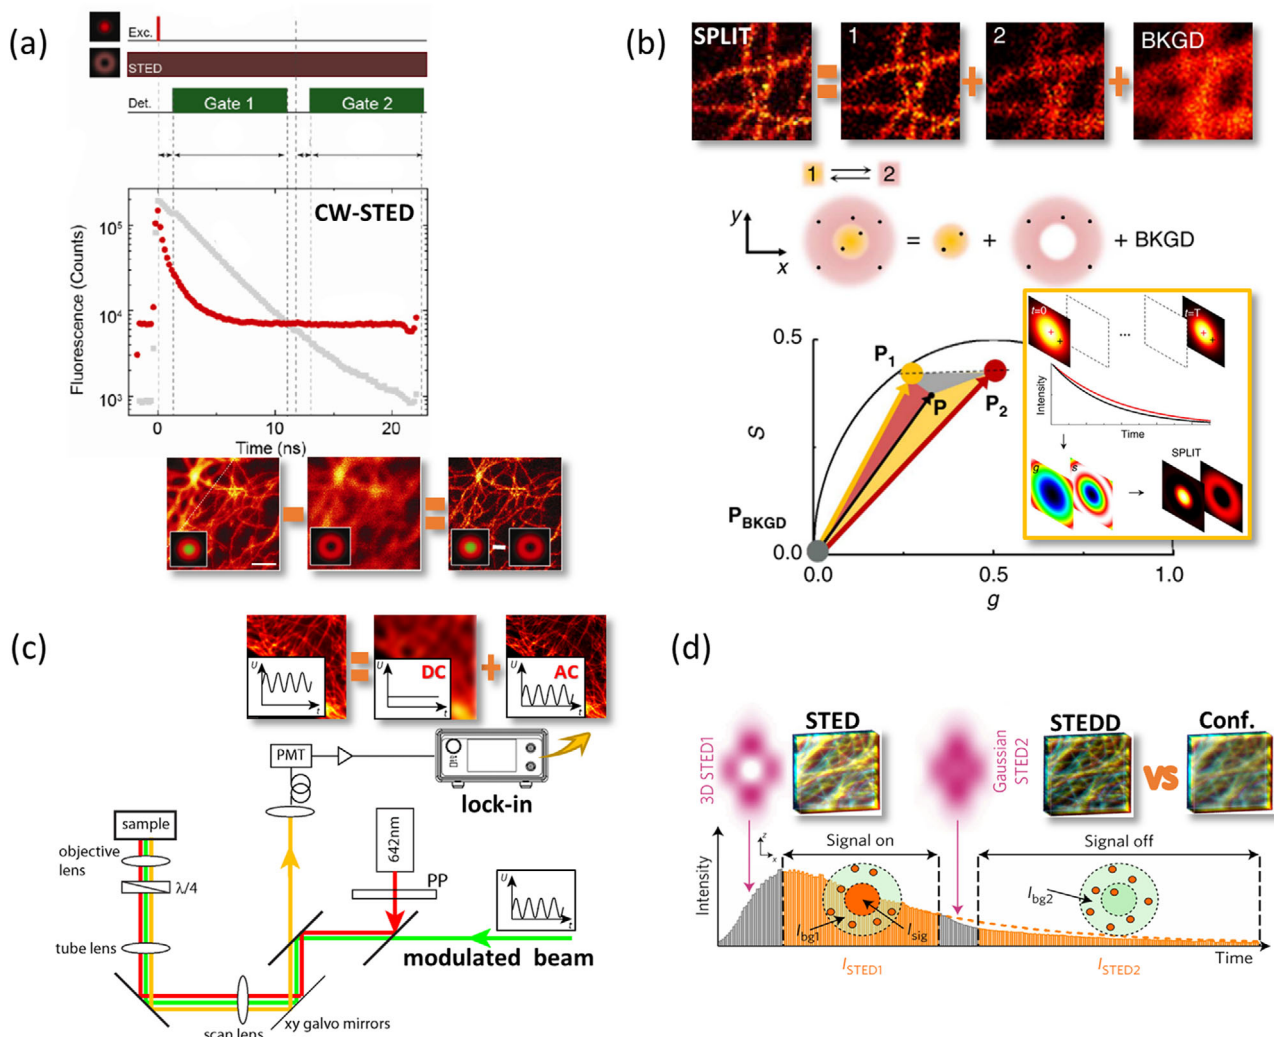 (a)
Exc.
STED
Det.
Gate 1
Gate 2
CW-STED
Fluorescence (Counts)
10⁵
10⁴
10³
0
10
20
Time (ns)
(b)
SPLIT
1
2
BKGD
1
2
y
x
=
+
+ BKGD
0.5
S
0.0
P₁
P
P₂
P_BKGD
0.0
0.5
1.0
g
t=0
...
t=T
Intensity
Time
g
s
SPLIT
(c)
U
t
DC
U
t
AC
U
t
PMT
lock-in
sample
objective
lens
λ/4
tube lens
642nm
PP
U
t
modulated beam
scan lens
xy galvo mirrors
(d)
3D STED1
STED
Gaussian
STED2
STEDD
VS
Conf.
z
x
Signal on
Signal off
Intensity
I_bg1
I_sig
I_bg2
I_STED1
I_STED2
Time